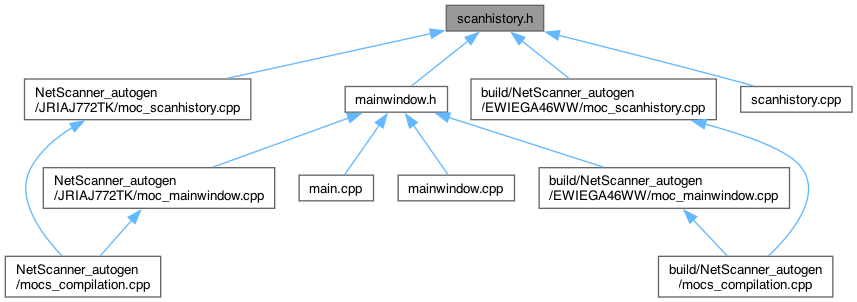 scanhistory.h
NetScanner_autogen
/JRIAJ772TK/moc_scanhistory.cpp
mainwindow.h
build/NetScanner_autogen
/EWIEGA46WW/moc_scanhistory.cpp
scanhistory.cpp
NetScanner_autogen
/JRIAJ772TK/moc_mainwindow.cpp
main.cpp
mainwindow.cpp
build/NetScanner_autogen
/EWIEGA46WW/moc_mainwindow.cpp
NetScanner_autogen
/mocs_compilation.cpp
build/NetScanner_autogen
/mocs_compilation.cpp